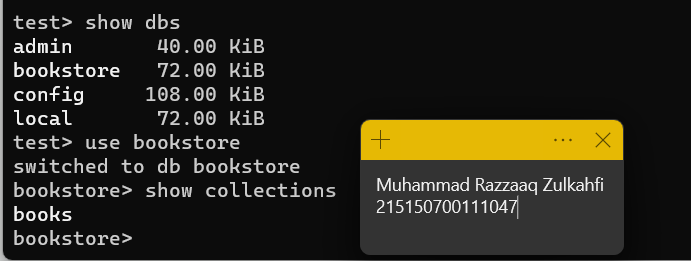 test> show dbs
admin 40.00 KiB
bookstore 72.00 KiB
config 108.00 KiB
local 72.00 KiB
test> use bookstore
switched to db bookstore
bookstore> show collections
books
bookstore>
Muhammad Razzaaq Zulkahfi
215150700111047